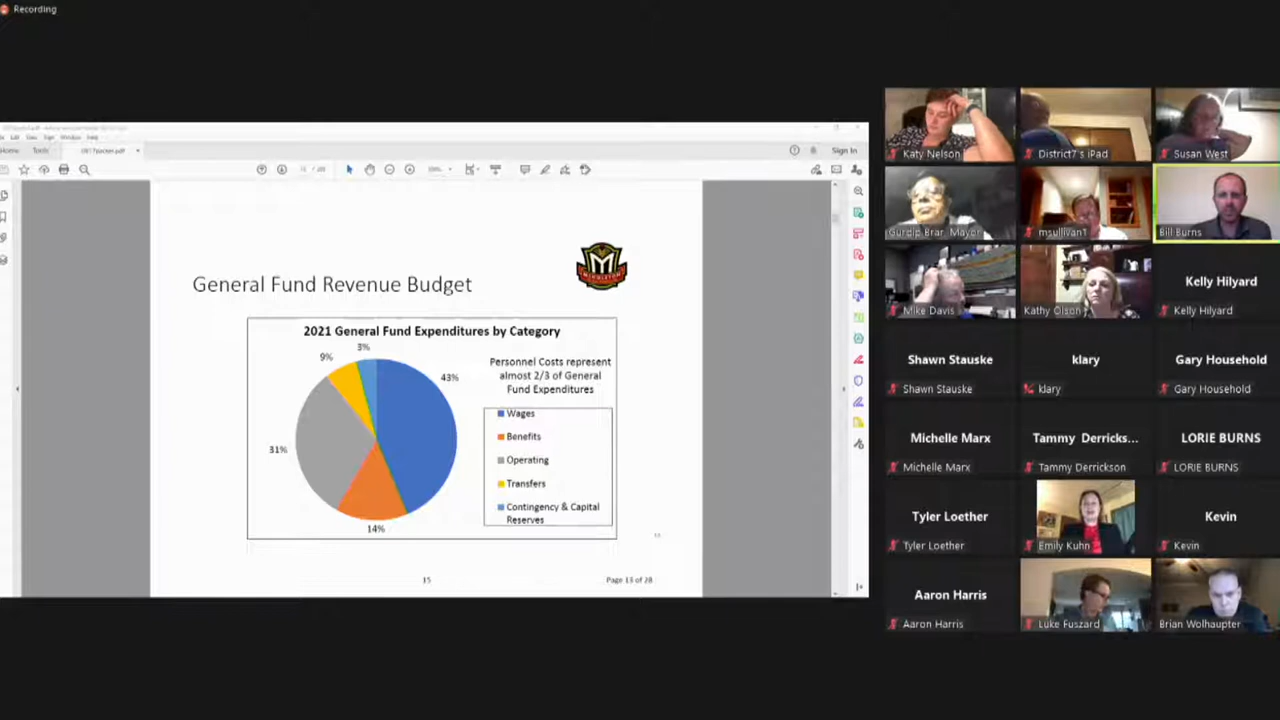 Recording
Home
Tools
Sign In
General Fund Revenue Budget
MIDDLETON
2021 General Fund Expenditures by Category
3%
9%
43%
31%
14%
Personnel Costs represent
almost 2/3 of General
Fund Expenditures
Wages
Benefits
Operating
Transfers
Contingency & Capital
Reserves
15
Page 13 of 28
Katy Nelson
District7's iPad
Susan West
Gurdip Brar, Mayor
msullivan1
Bill Burns
Mike Davis
Kathy Olson
Kelly Hilyard
Kelly Hilyard
Shawn Stauske
klary
Gary Household
Shawn Stauske
klary
Gary Household
Michelle Marx
Tammy Derricks...
LORIE BURNS
Michelle Marx
Tammy Derrickson
LORIE BURNS
Tyler Loether
Kevin
Tyler Loether
Emily Kuhn
Kevin
Aaron Harris
Aaron Harris
Luke Fuszard
Brian Wolhaupter